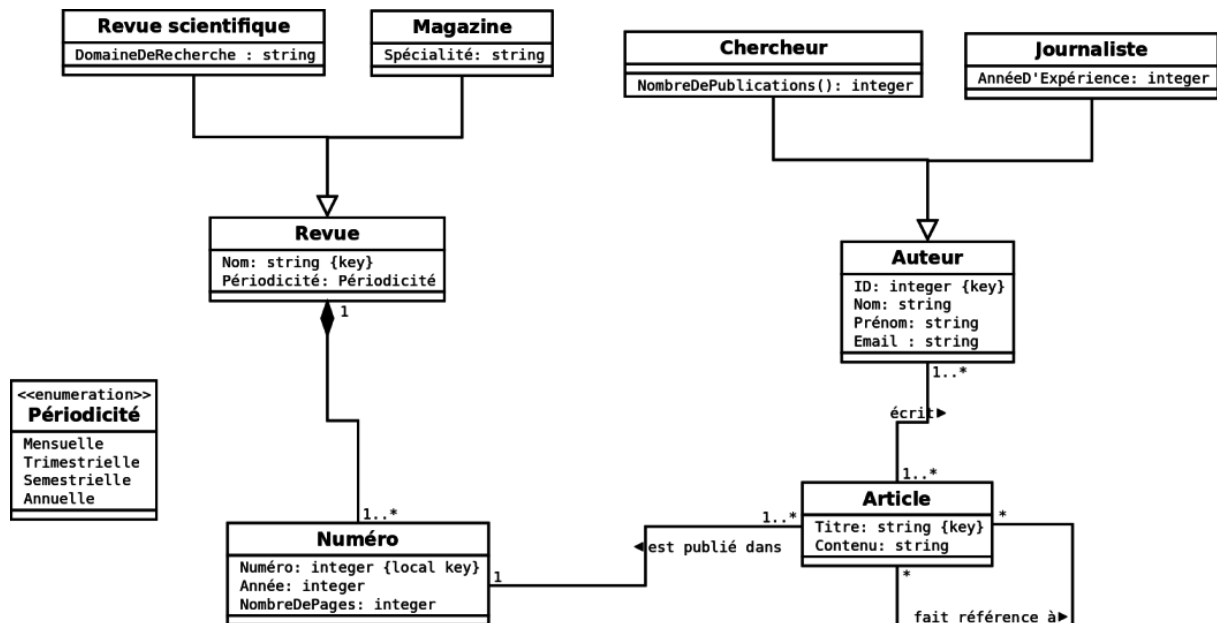 Revue scientifique
DomaineDeRecherche : string
Magazine
Spécialité: string
Chercheur
NombreDePublications(): integer
Journaliste
AnnéeD'Expérience: integer
Revue
Nom: string {key}
Périodicité: Périodicité
1
Auteur
ID: integer {key}
Nom: string
Prénom: string
Email : string
1..*
écrit►
1..*
<<enumeration>>
Périodicité
Mensuelle
Trimestrielle
Semestrielle
Annuelle
1..*
Numéro
Numéro: integer {local key}
Année: integer
NombreDePages: integer
1
◄est publié dans
1..*
Article
Titre: string {key}
Contenu: string
*
*
fait référence à►